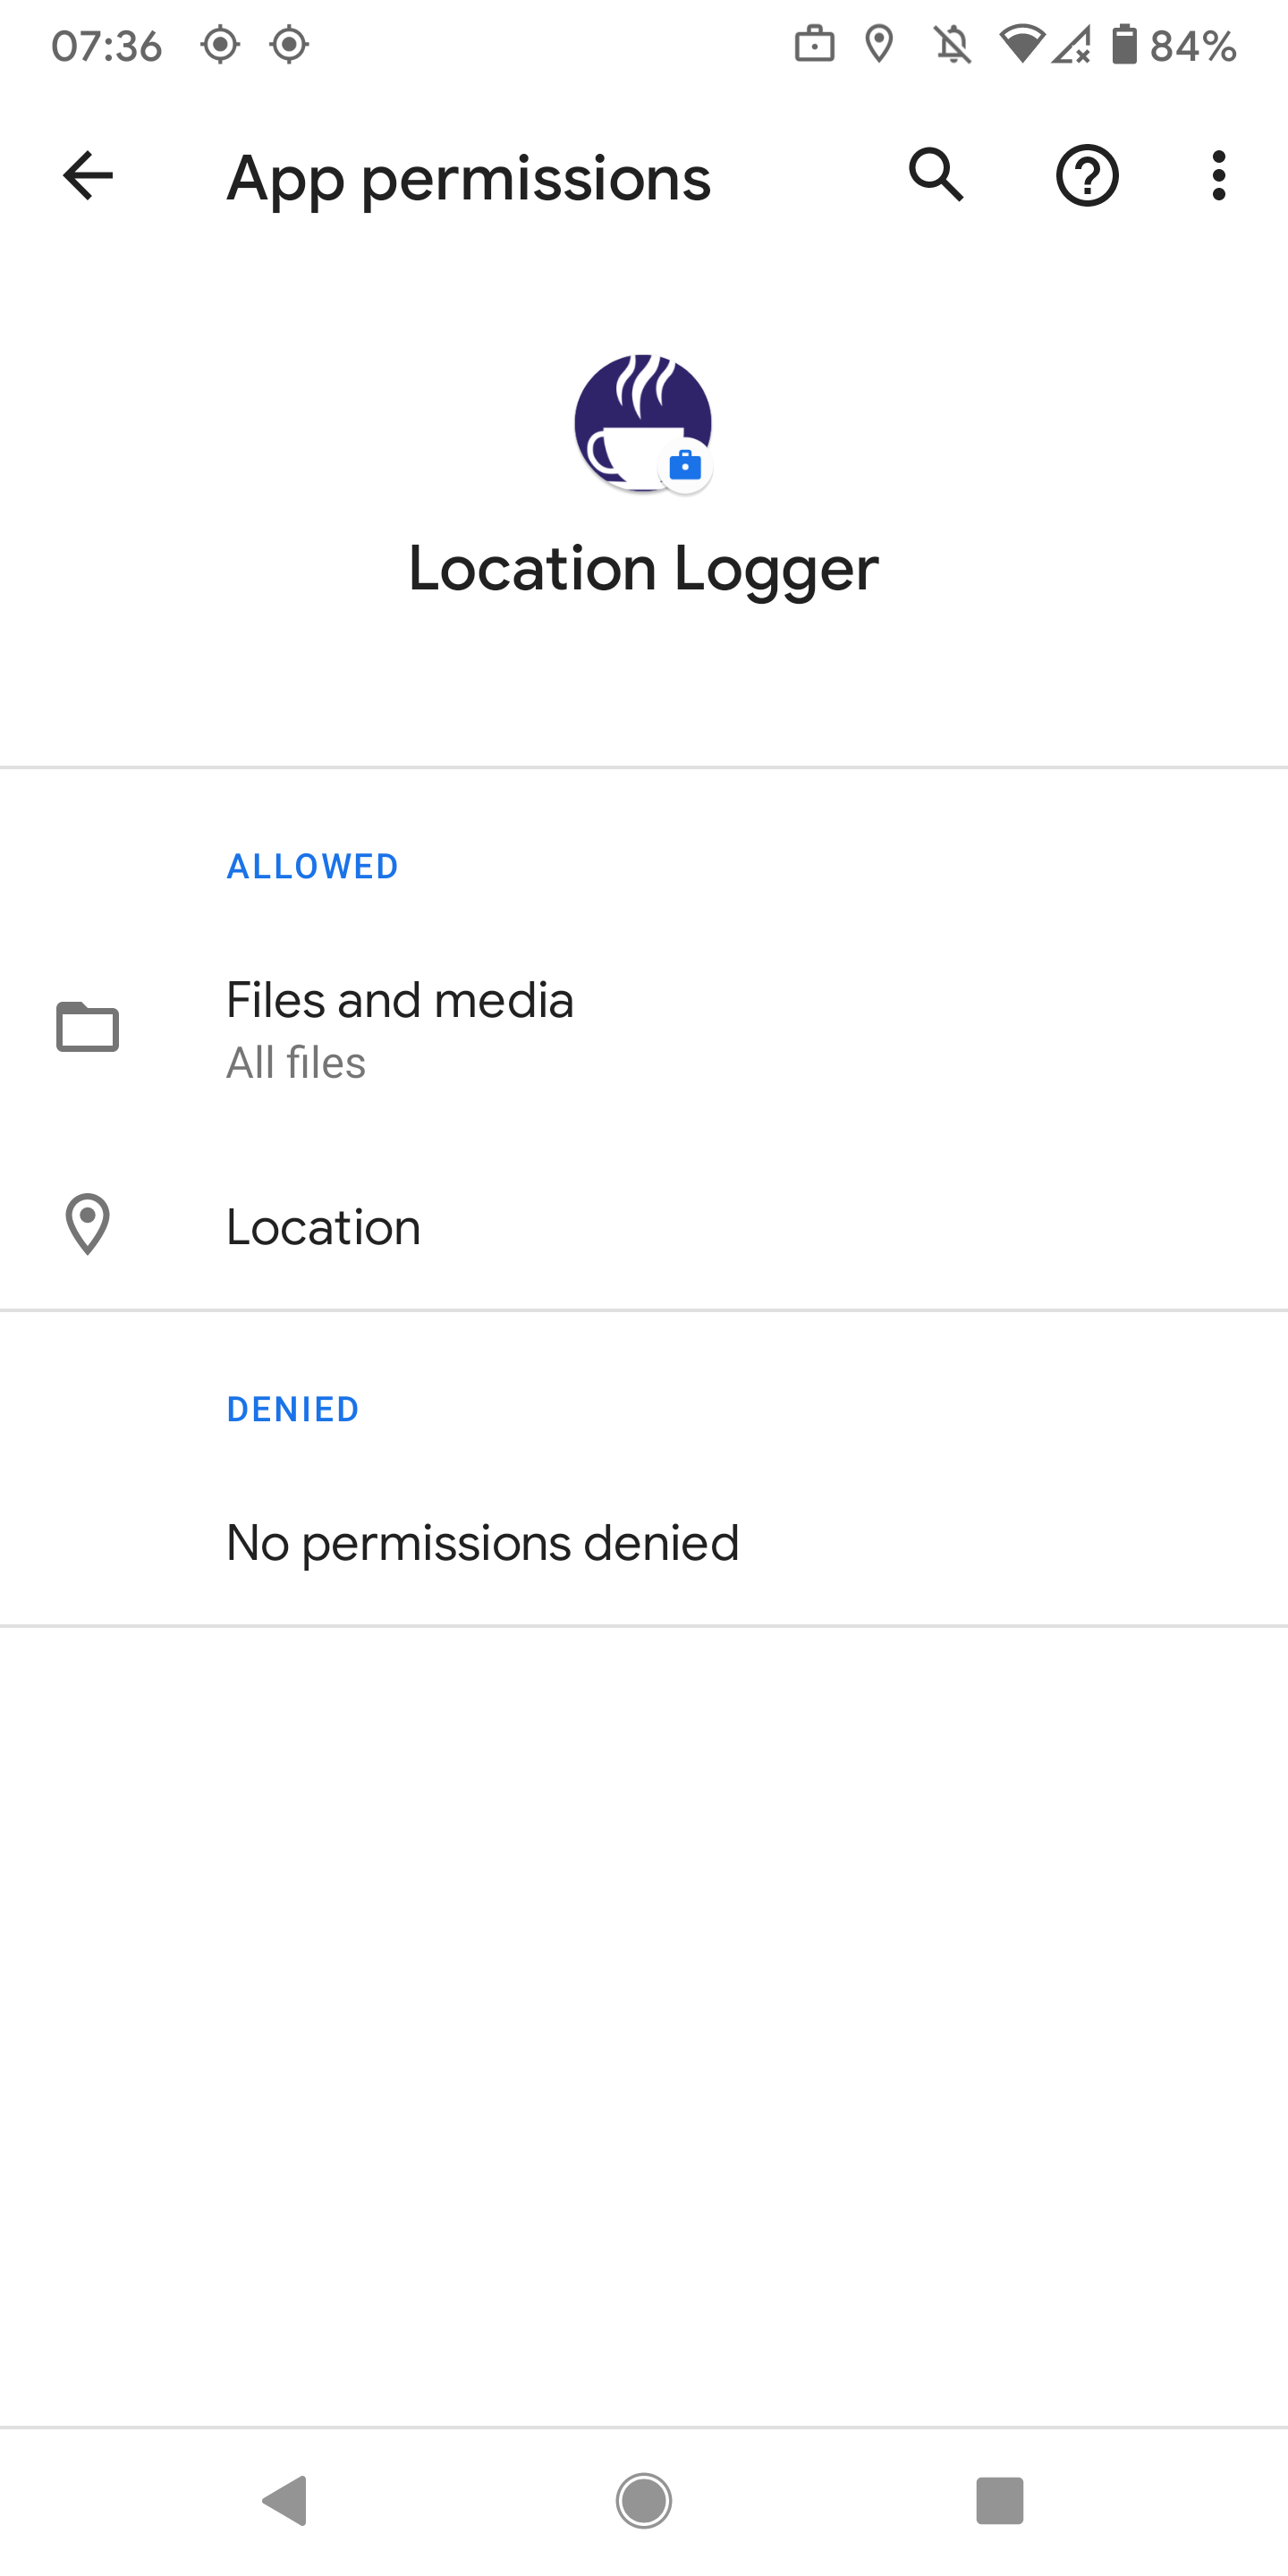 07:36 84%
App permissions
Location Logger
ALLOWED
Files and media
All files
Location
DENIED
No permissions denied